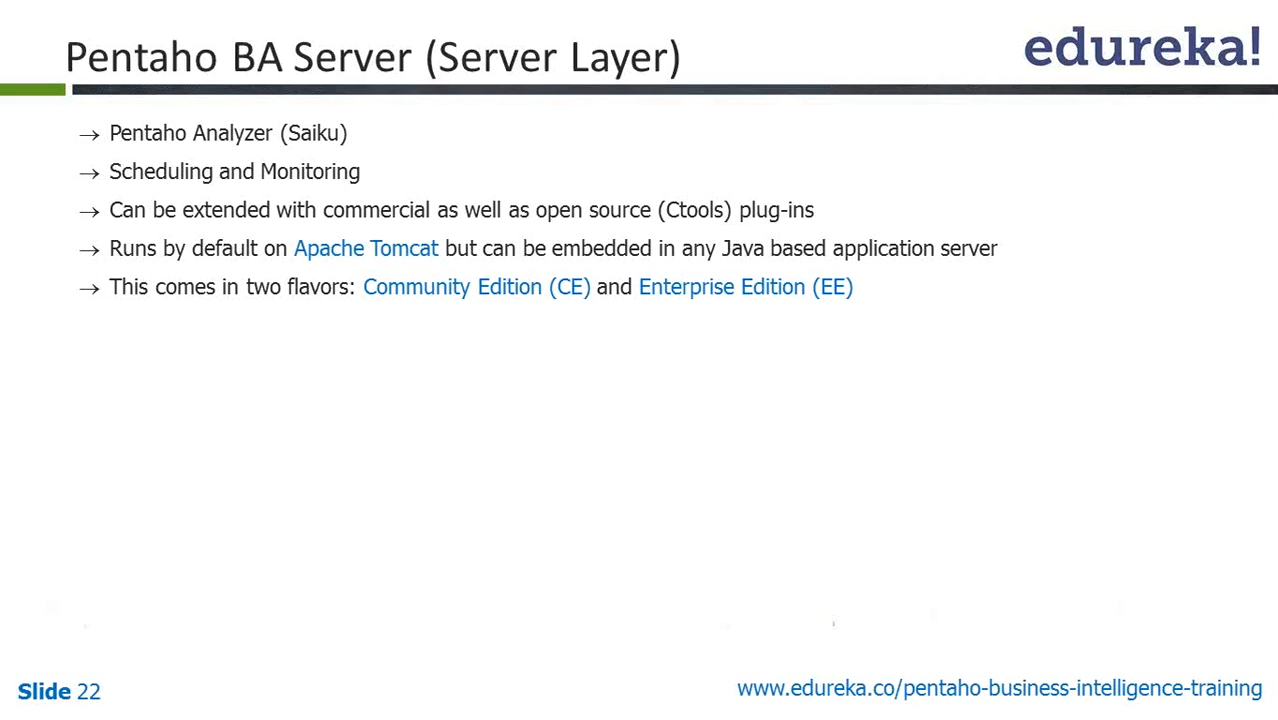 Pentaho BA Server (Server Layer)
edureka!
→ Pentaho Analyzer (Saiku)
→ Scheduling and Monitoring
→ Can be extended with commercial as well as open source (Ctools) plug-ins
→ Runs by default on Apache Tomcat but can be embedded in any Java based application server
→ This comes in two flavors: Community Edition (CE) and Enterprise Edition (EE)
Slide 22
www.edureka.co/pentaho-business-intelligence-training